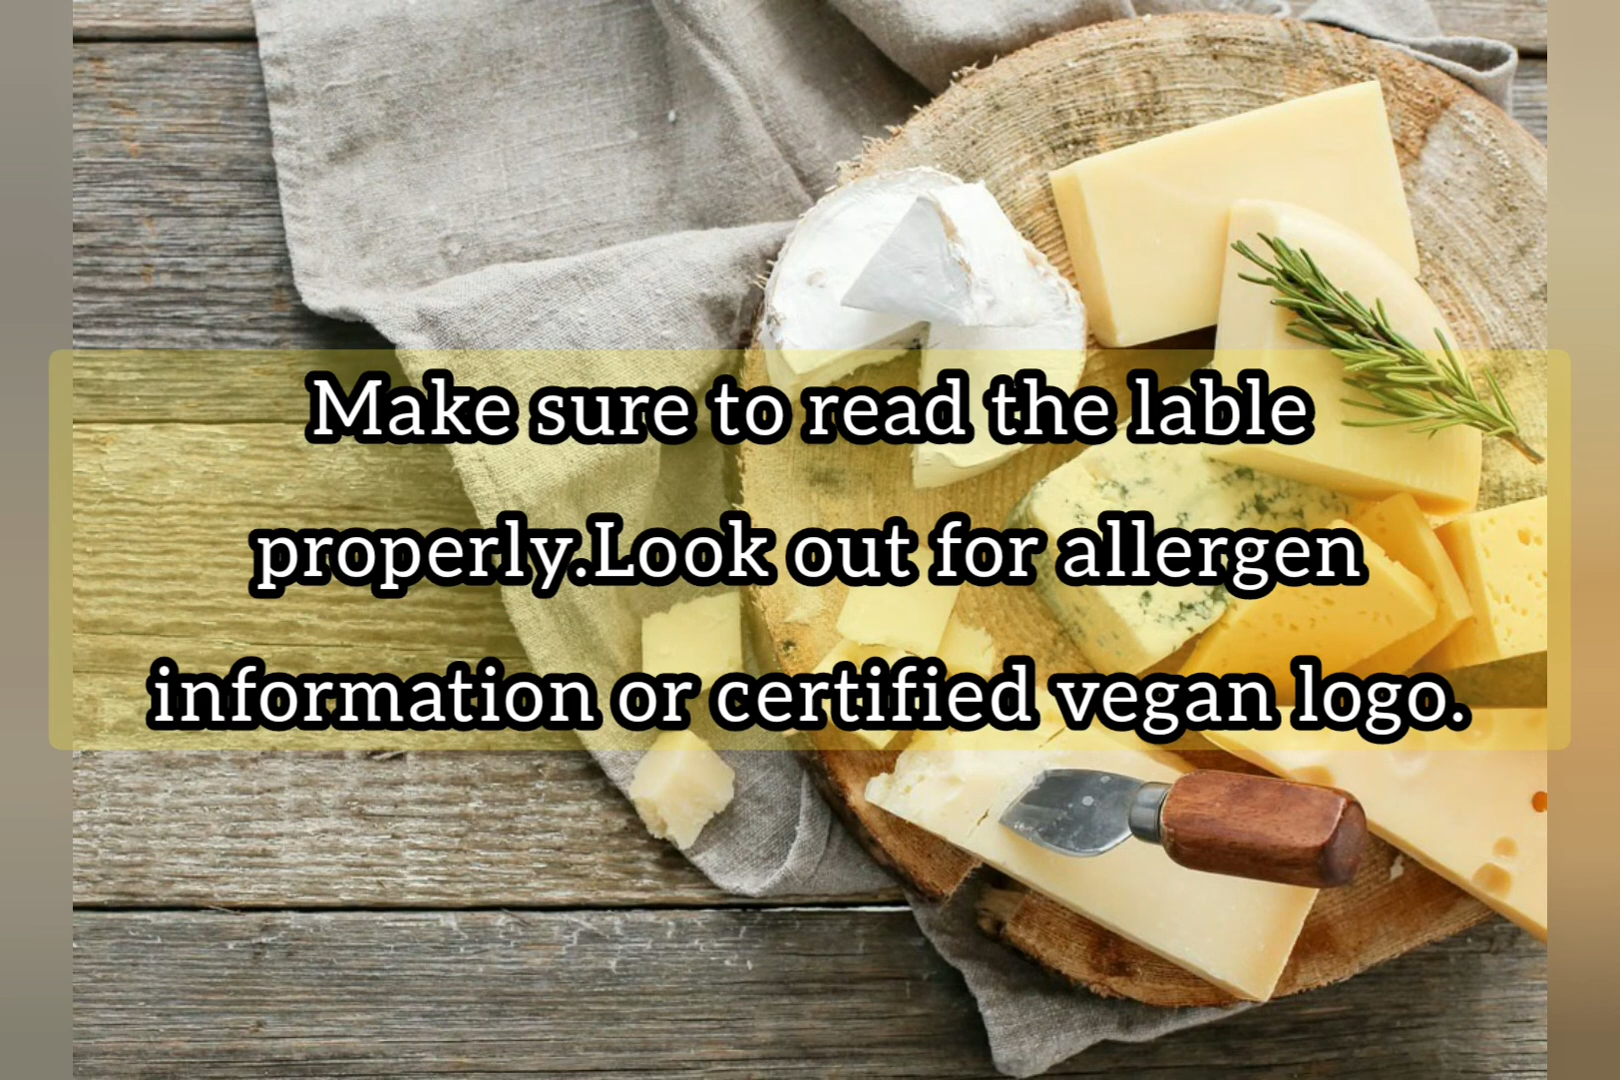 Make sure to read the lable
properly.Look out for allergen
information or certified vegan logo.